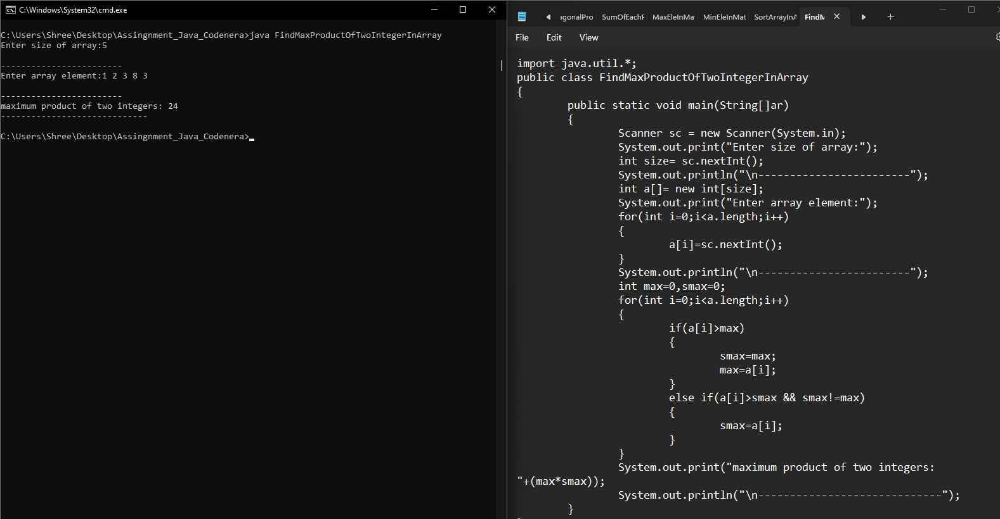 C:\Windows\System32\cmd.exe
C:\Users\Shree\Desktop\Assingnment_Java_Codenera>java FindMaxProductOfTwoIntegerInArray
Enter size of array:5
------------------------
Enter array element:1 2 3 8 3
------------------------
maximum product of two integers: 24
-----------------------------
C:\Users\Shree\Desktop\Assingnment_Java_Codenera>
agonalPro SumOfEachF MaxEleInMa MinEleInMat SortArrayInA FindM
File Edit View
import java.util.*;
public class FindMaxProductOfTwoIntegerInArray
{
public static void main(String[]ar)
{
Scanner sc = new Scanner(System.in);
System.out.print("Enter size of array:");
int size= sc.nextInt();
System.out.println("\n------------------------");
int a[]= new int[size];
System.out.print("Enter array element:");
for(int i=0;i<a.length;i++)
{
a[i]=sc.nextInt();
}
System.out.println("\n------------------------");
int max=0,smax=0;
for(int i=0;i<a.length;i++)
{
if(a[i]>max)
{
smax=max;
max=a[i];
}
else if(a[i]>smax && smax!=max)
{
smax=a[i];
}
}
System.out.print("maximum product of two integers:
"+(max*smax));
System.out.println("\n-----------------------------");
}